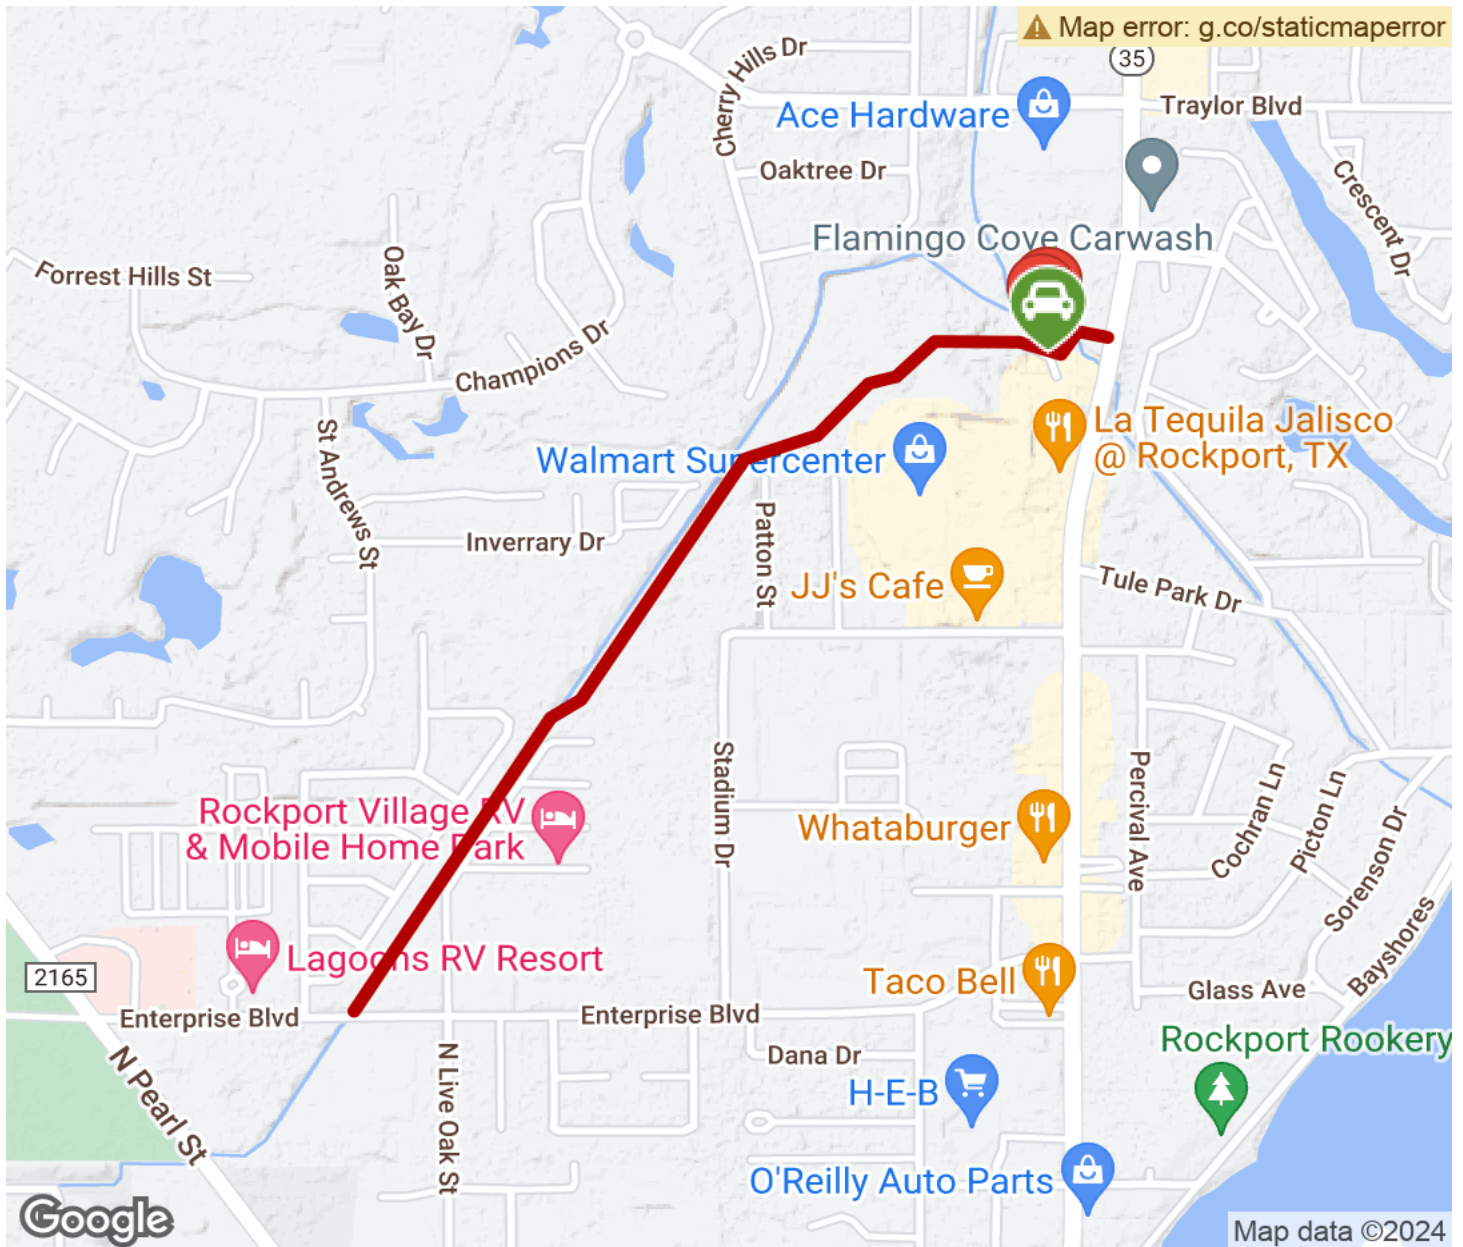 Map error: g.co/staticmaperror
35
Cherry Hills Dr
Ace Hardware
Traylor Blvd
Oaktree Dr
Crescent Dr
Flamingo Cove Carwash
Forrest Hills St
Oak Bay Dr
Champions Dr
La Tequila Jalisco
@ Rockport, TX
St Andrews St
Walmart Supercenter
Inverrary Dr
Patton St
JJ's Cafe
Tule Park Dr
Stadium Dr
Percival Ave
Cochran Ln
Picton Ln
Sorenson Dr
Rockport Village RV
& Mobile Home Park
Whataburger
Bayshores
2165
Lagoons RV Resort
Taco Bell
Glass Ave
Enterprise Blvd
Enterprise Blvd
Rockport Rookery
N Pearl St
N Live Oak St
Dana Dr
H-E-B
O'Reilly Auto Parts
Google
Map data ©2024